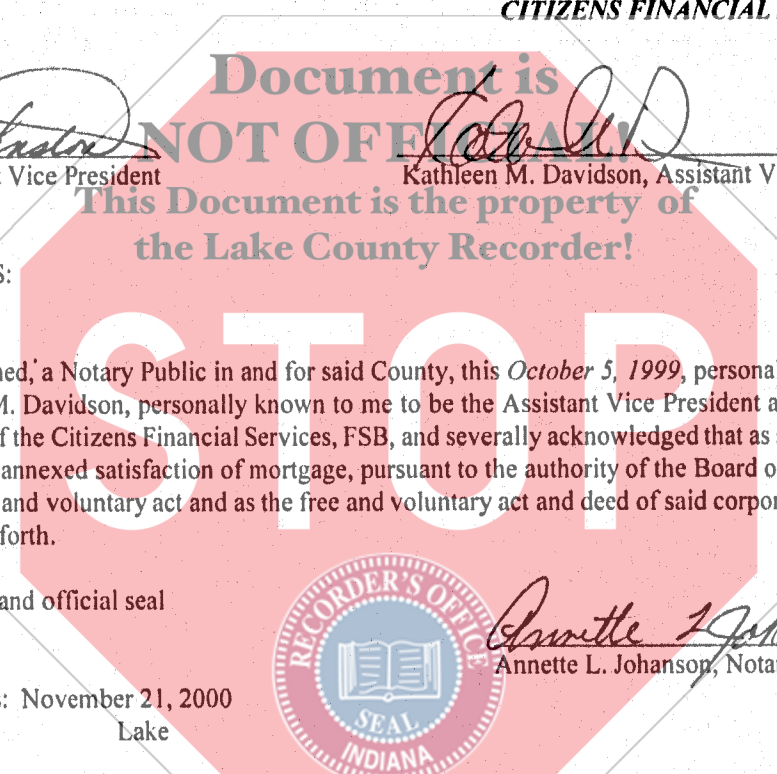 CITIZENS FINANCIAL
Document is
NOT OFFICIAL!
Vice President
Kathleen M. Davidson, Assistant V
This Document is the property of
the Lake County Recorder!
S:
STOP
ned, a Notary Public in and for said County, this October 5, 1999, persona
M. Davidson, personally known to me to be the Assistant Vice President a
f the Citizens Financial Services, FSB, and severally acknowledged that as
annexed satisfaction of mortgage, pursuant to the authority of the Board o
and voluntary act and as the free and voluntary act and deed of said corpor
forth.
and official seal
RECORDER'S OFFICE
Annette L. Joh
Annette L. Johanson, Nota
SEAL
INDIANA
: November 21, 2000
Lake